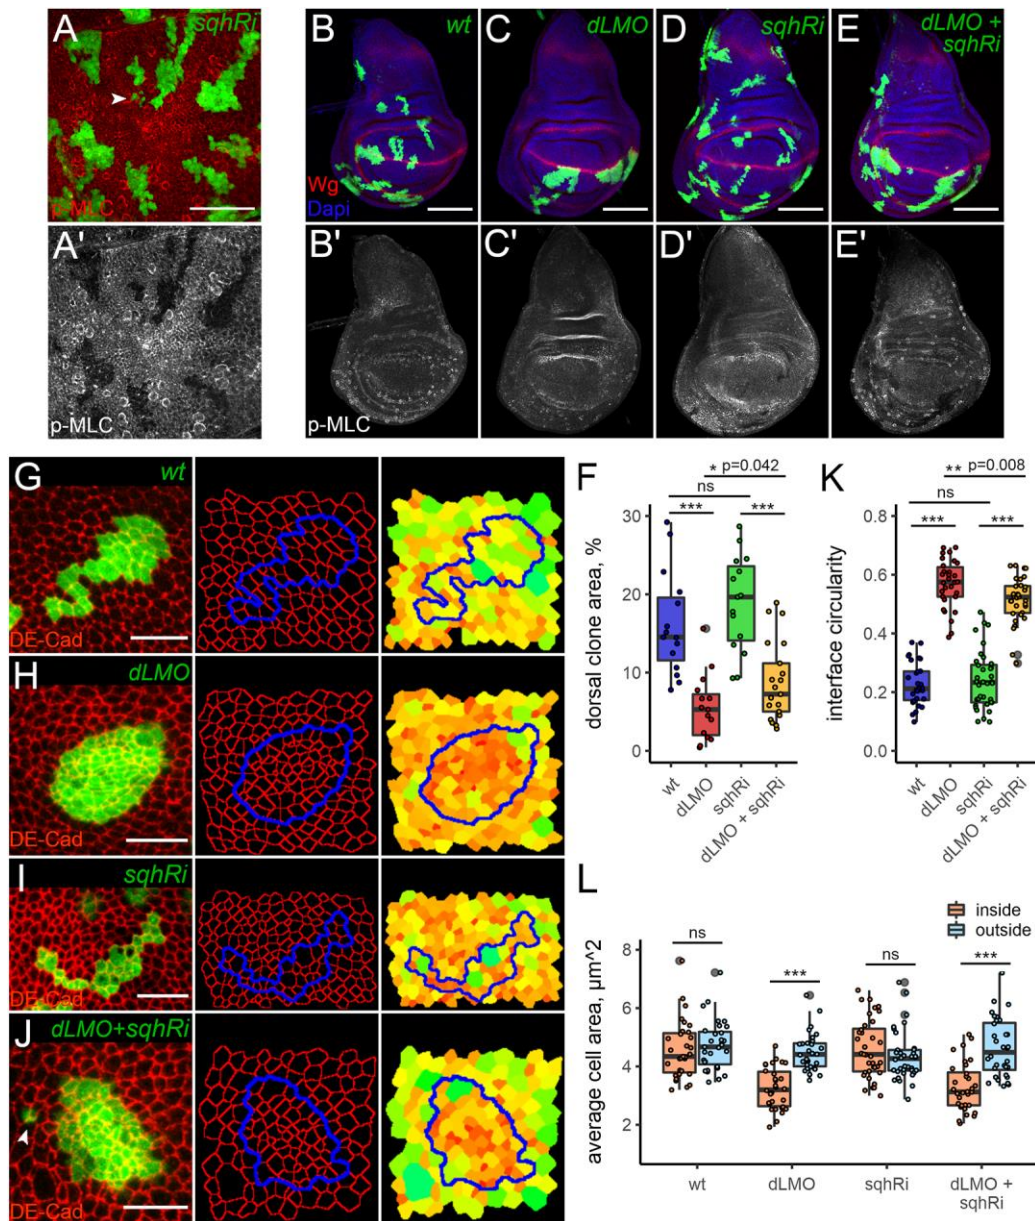 A
sqhRi
p-MLC
A'
p-MLC
B
wt
Wg
Dapi
C
dLMO
D
sqhRi
E
dLMO +
sqhRi
B'
p-MLC
C'
D'
E'
G
wt
DE-Cad
H
dLMO
DE-Cad
I
sqhRi
DE-Cad
J
dLMO+sqhRi
DE-Cad
F
* p=0.042
ns
***
***
dorsal clone area, %
30
20
10
0
wt
dLMO
sqhRi
dLMO + sqhRi
K
** p=0.008
ns
***
***
interface circularity
0.8
0.6
0.4
0.2
0.0
wt
dLMO
sqhRi
dLMO + sqhRi
L
inside
outside
ns
***
ns
***
average cell area, µm^2
8
6
4
2
wt
dLMO
sqhRi
dLMO +
sqhRi